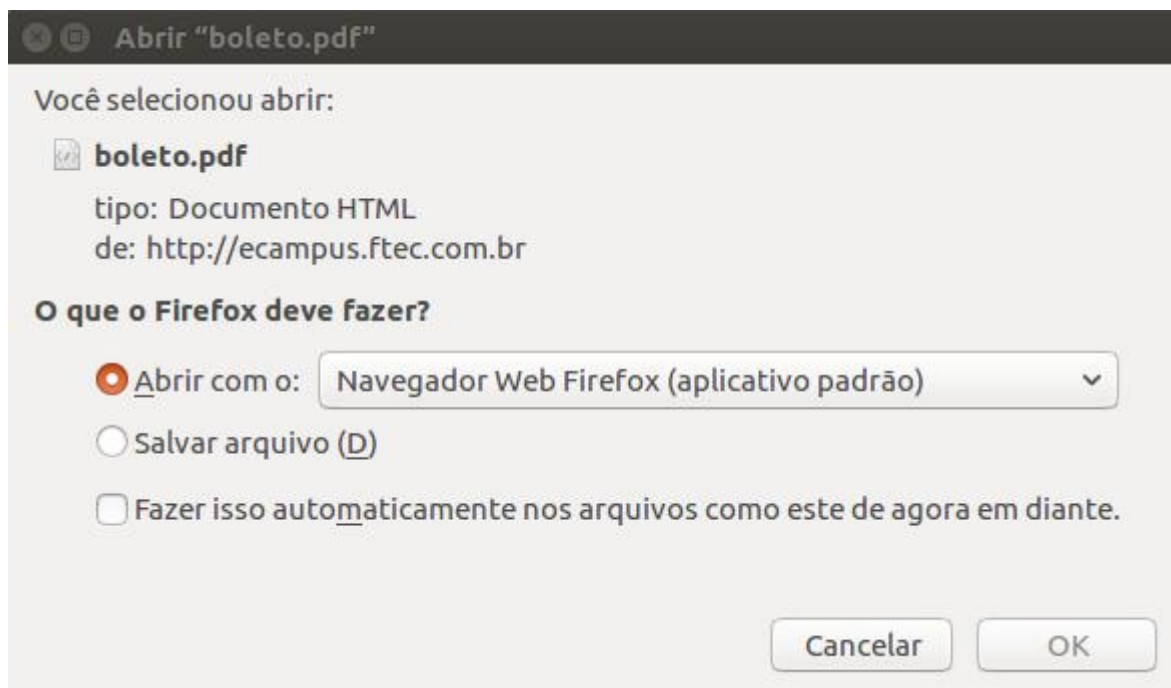 Abrir “boleto.pdf”
Você selecionou abrir:
boleto.pdf
tipo: Documento HTML
de: http://ecampus.ftec.com.br
O que o Firefox deve fazer?
Abrir com o: Navegador Web Firefox (aplicativo padrão)
Salvar arquivo (D)
Fazer isso automaticamente nos arquivos como este de agora em diante.
Cancelar OK